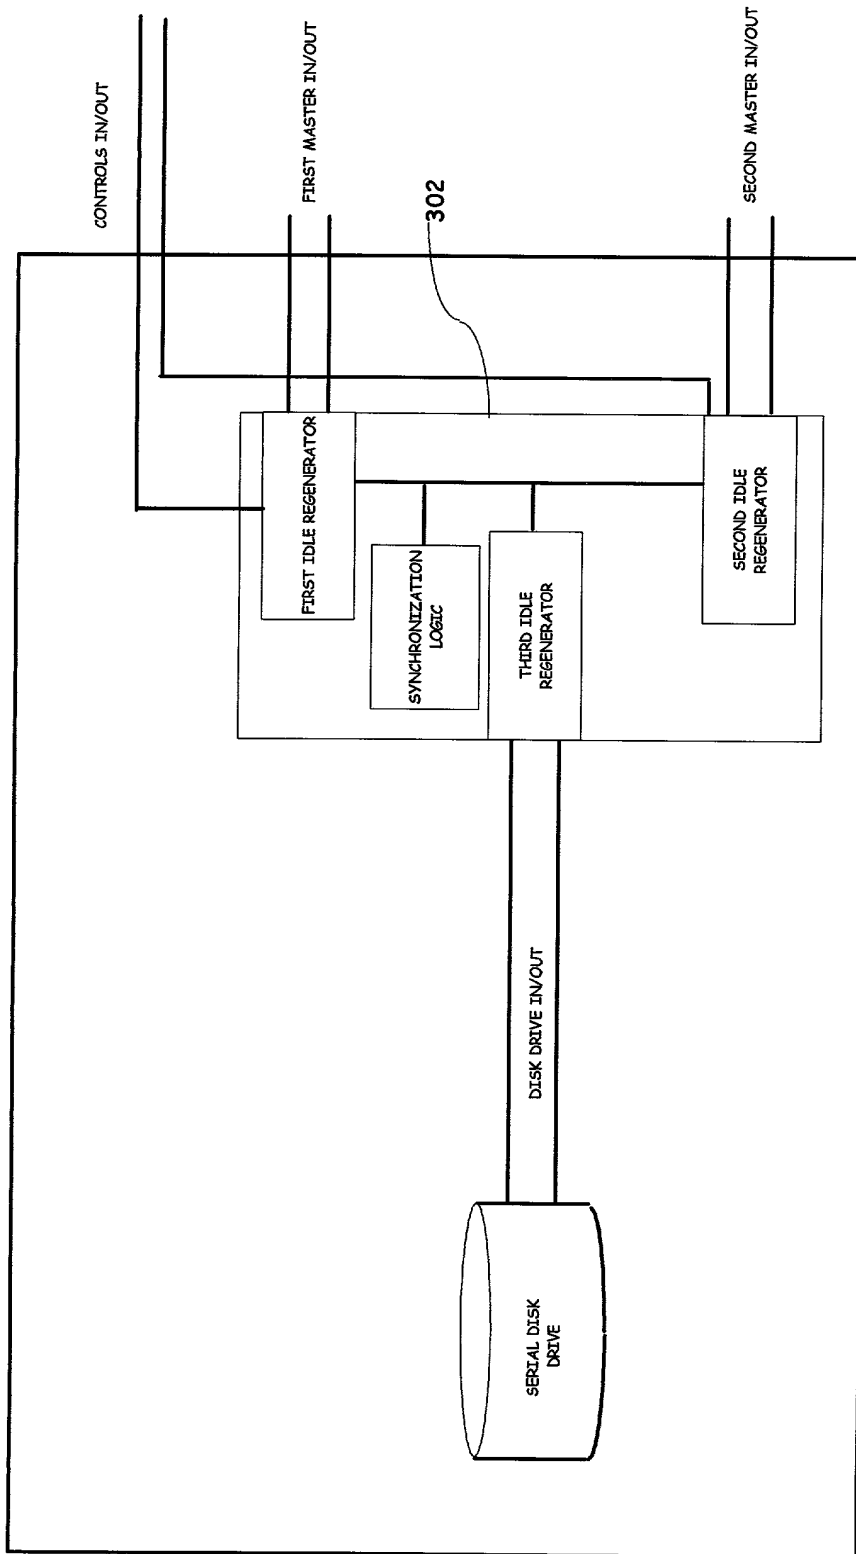 CONTROLS IN/OUT
FIRST MASTER IN/OUT
302
SECOND MASTER IN/OUT
FIRST IDLE REGENERATOR
SYNCHRONIZATION
LOGIC
THIRD IDLE
REGENERATOR
SECOND IDLE
REGENERATOR
DISK DRIVE IN/OUT
SERIAL DISK
DRIVE